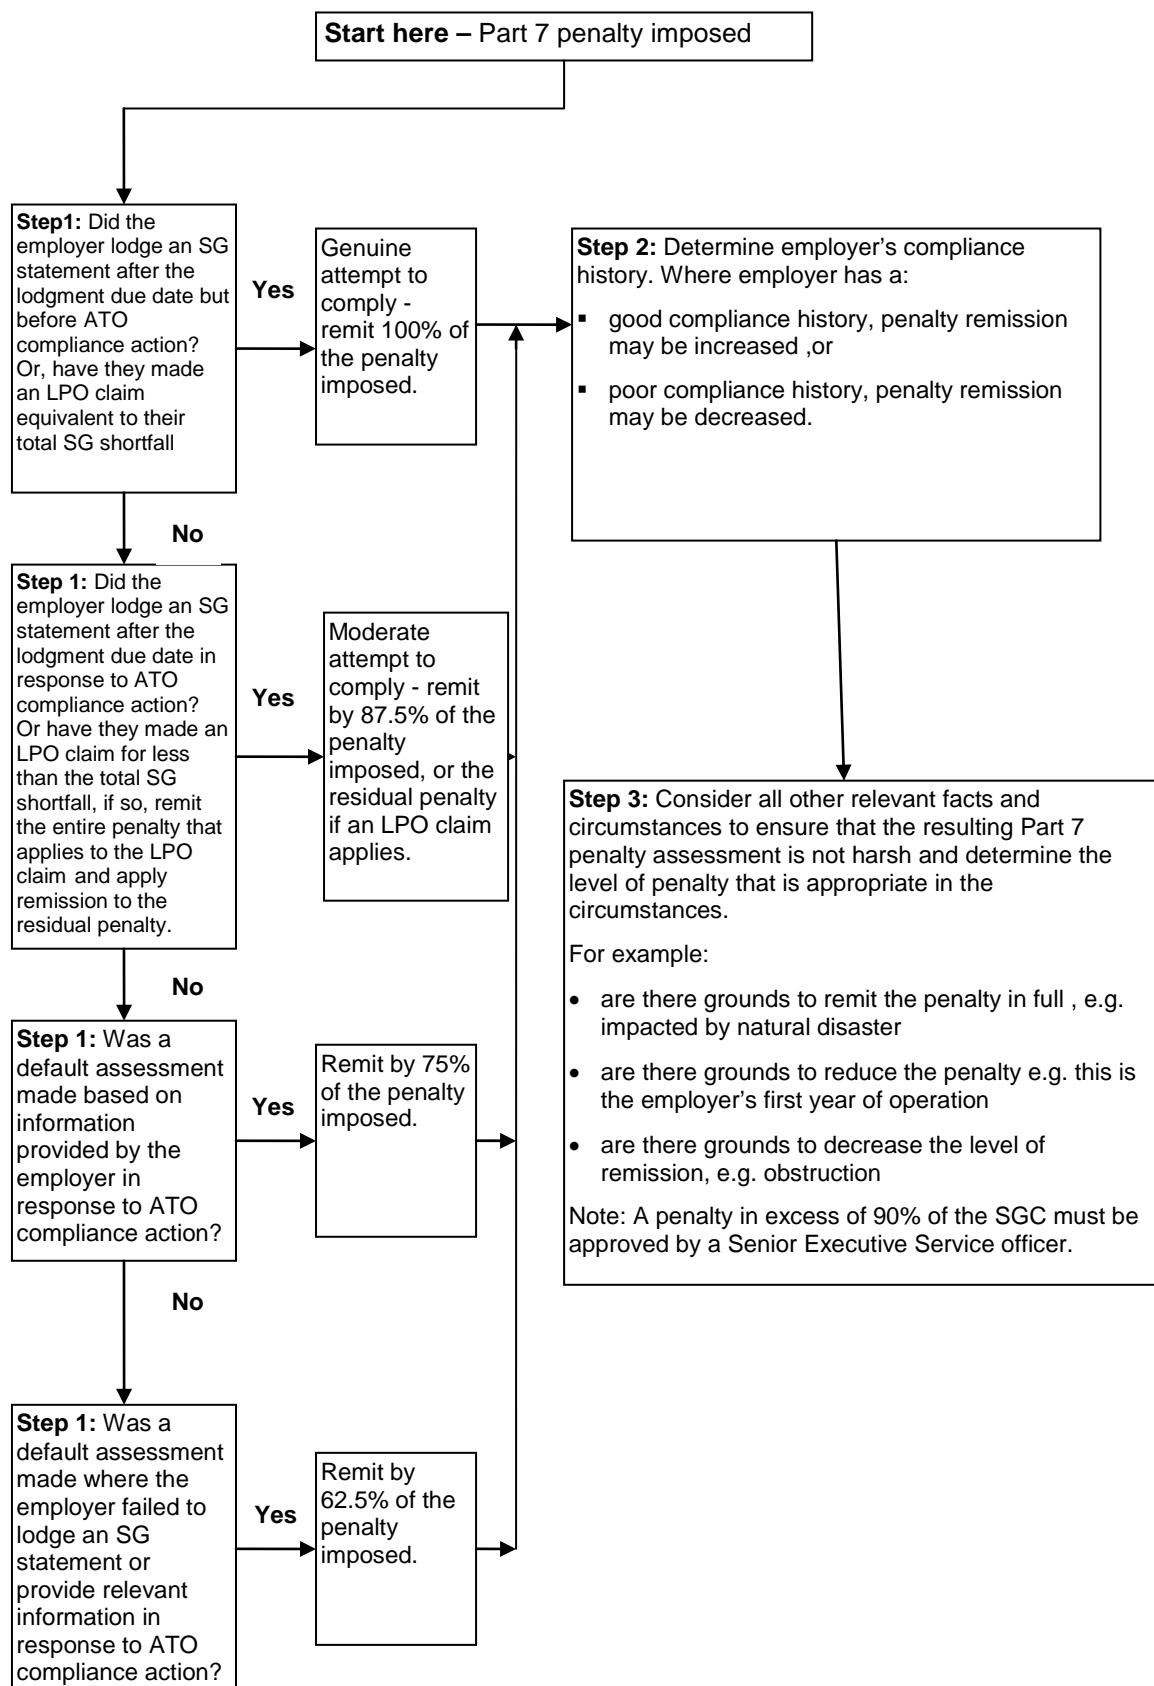 Start here – Part 7 penalty imposed
Step1: Did the
employer lodge an SG
statement after the
lodgment due date but
before ATO
compliance action?
Or, have they made
an LPO claim
equivalent to their
total SG shortfall
Yes
Genuine
attempt to
comply -
remit 100% of
the penalty
imposed.
Step 2: Determine employer’s compliance
history. Where employer has a:
▪ good compliance history, penalty remission
may be increased ,or
▪ poor compliance history, penalty remission
may be decreased.
No
Step 1: Did the
employer lodge an SG
statement after the
lodgment due date in
response to ATO
compliance action?
Or have they made an
LPO claim for less
than the total SG
shortfall, if so, remit
the entire penalty that
applies to the LPO
claim and apply
remission to the
residual penalty.
Yes
Moderate
attempt to
comply - remit
by 87.5% of the
penalty
imposed, or the
residual penalty
if an LPO claim
applies.
Step 3: Consider all other relevant facts and
circumstances to ensure that the resulting Part 7
penalty assessment is not harsh and determine the
level of penalty that is appropriate in the
circumstances.
For example:
• are there grounds to remit the penalty in full , e.g.
impacted by natural disaster
• are there grounds to reduce the penalty e.g. this is
the employer’s first year of operation
• are there grounds to decrease the level of
remission, e.g. obstruction
Note: A penalty in excess of 90% of the SGC must be
approved by a Senior Executive Service officer.
No
Step 1: Was a
default assessment
made based on
information
provided by the
employer in
response to ATO
compliance action?
Yes
Remit by 75%
of the penalty
imposed.
No
Step 1: Was a
default assessment
made where the
employer failed to
lodge an SG
statement or
provide relevant
information in
response to ATO
compliance action?
Yes
Remit by
62.5% of the
penalty
imposed.